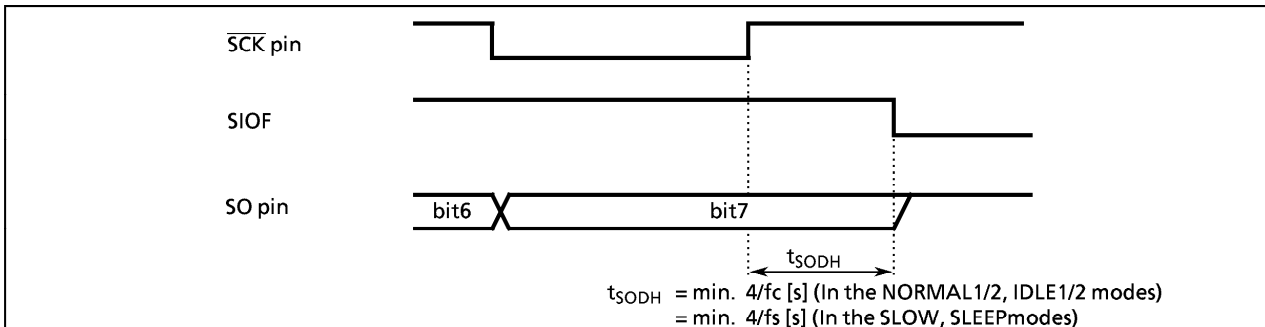 S̅C̅K̅ pin
SIOF
SO pin
bit6
bit7
tSODH
tSODH = min. 4/fc [s] (In the NORMAL1/2, IDLE1/2 modes)
= min. 4/fs [s] (In the SLOW, SLEEPmodes)